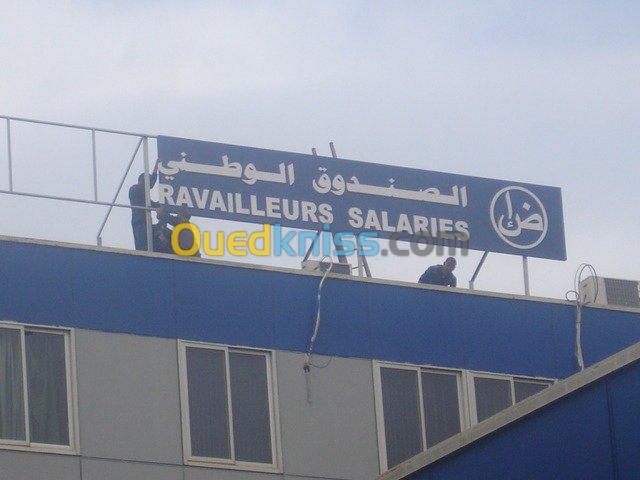 الصندوق الوطني
RAVAILLEURS SALARIES
ض ا ك
Ouedkniss.com